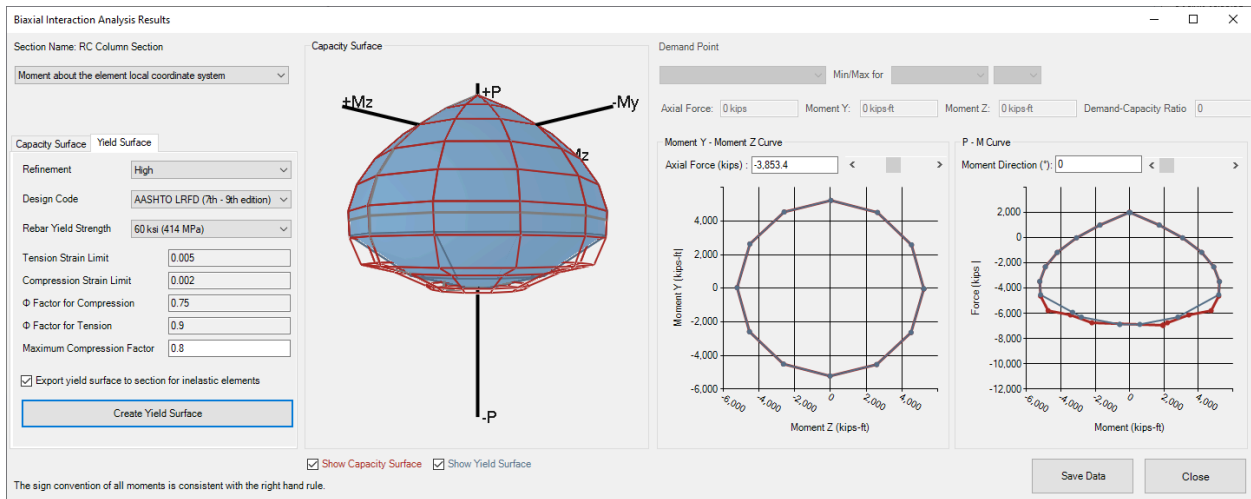 Biaxial Interaction Analysis Results
Section Name: RC Column Section
Moment about the element local coordinate system
Capacity Surface Yield Surface
Refinement High
Design Code AASHTO LRFD (7th - 9th edition)
Rebar Yield Strength 60 ksi (414 MPa)
Tension Strain Limit 0.005
Compression Strain Limit 0.002
Φ Factor for Compression 0.75
Φ Factor for Tension 0.9
Maximum Compression Factor 0.8
Export yield surface to section for inelastic elements
Create Yield Surface
The sign convention of all moments is consistent with the right hand rule.
Capacity Surface
+P
+Mz
-My
Mz
-P
Show Capacity Surface Show Yield Surface
Demand Point
Min/Max for
Axial Force: 0 kips Moment Y: 0 kips·ft Moment Z: 0 kips·ft Demand-Capacity Ratio 0
Moment Y - Moment Z Curve
Axial Force (kips) : -3,853.4 < >
4,000
2,000
0
-2,000
-4,000
-6,000
Moment Y (kips-ft)
-6,000 -4,000 -2,000 0 2,000 4,000
Moment Z (kips-ft)
P - M Curve
Moment Direction (°): 0 < >
2,000
0
-2,000
-4,000
-6,000
-8,000
-10,000
-12,000
Force (kips )
-6,000 -4,000 -2,000 0 2,000 4,000
Moment (kips-ft)
Save Data Close